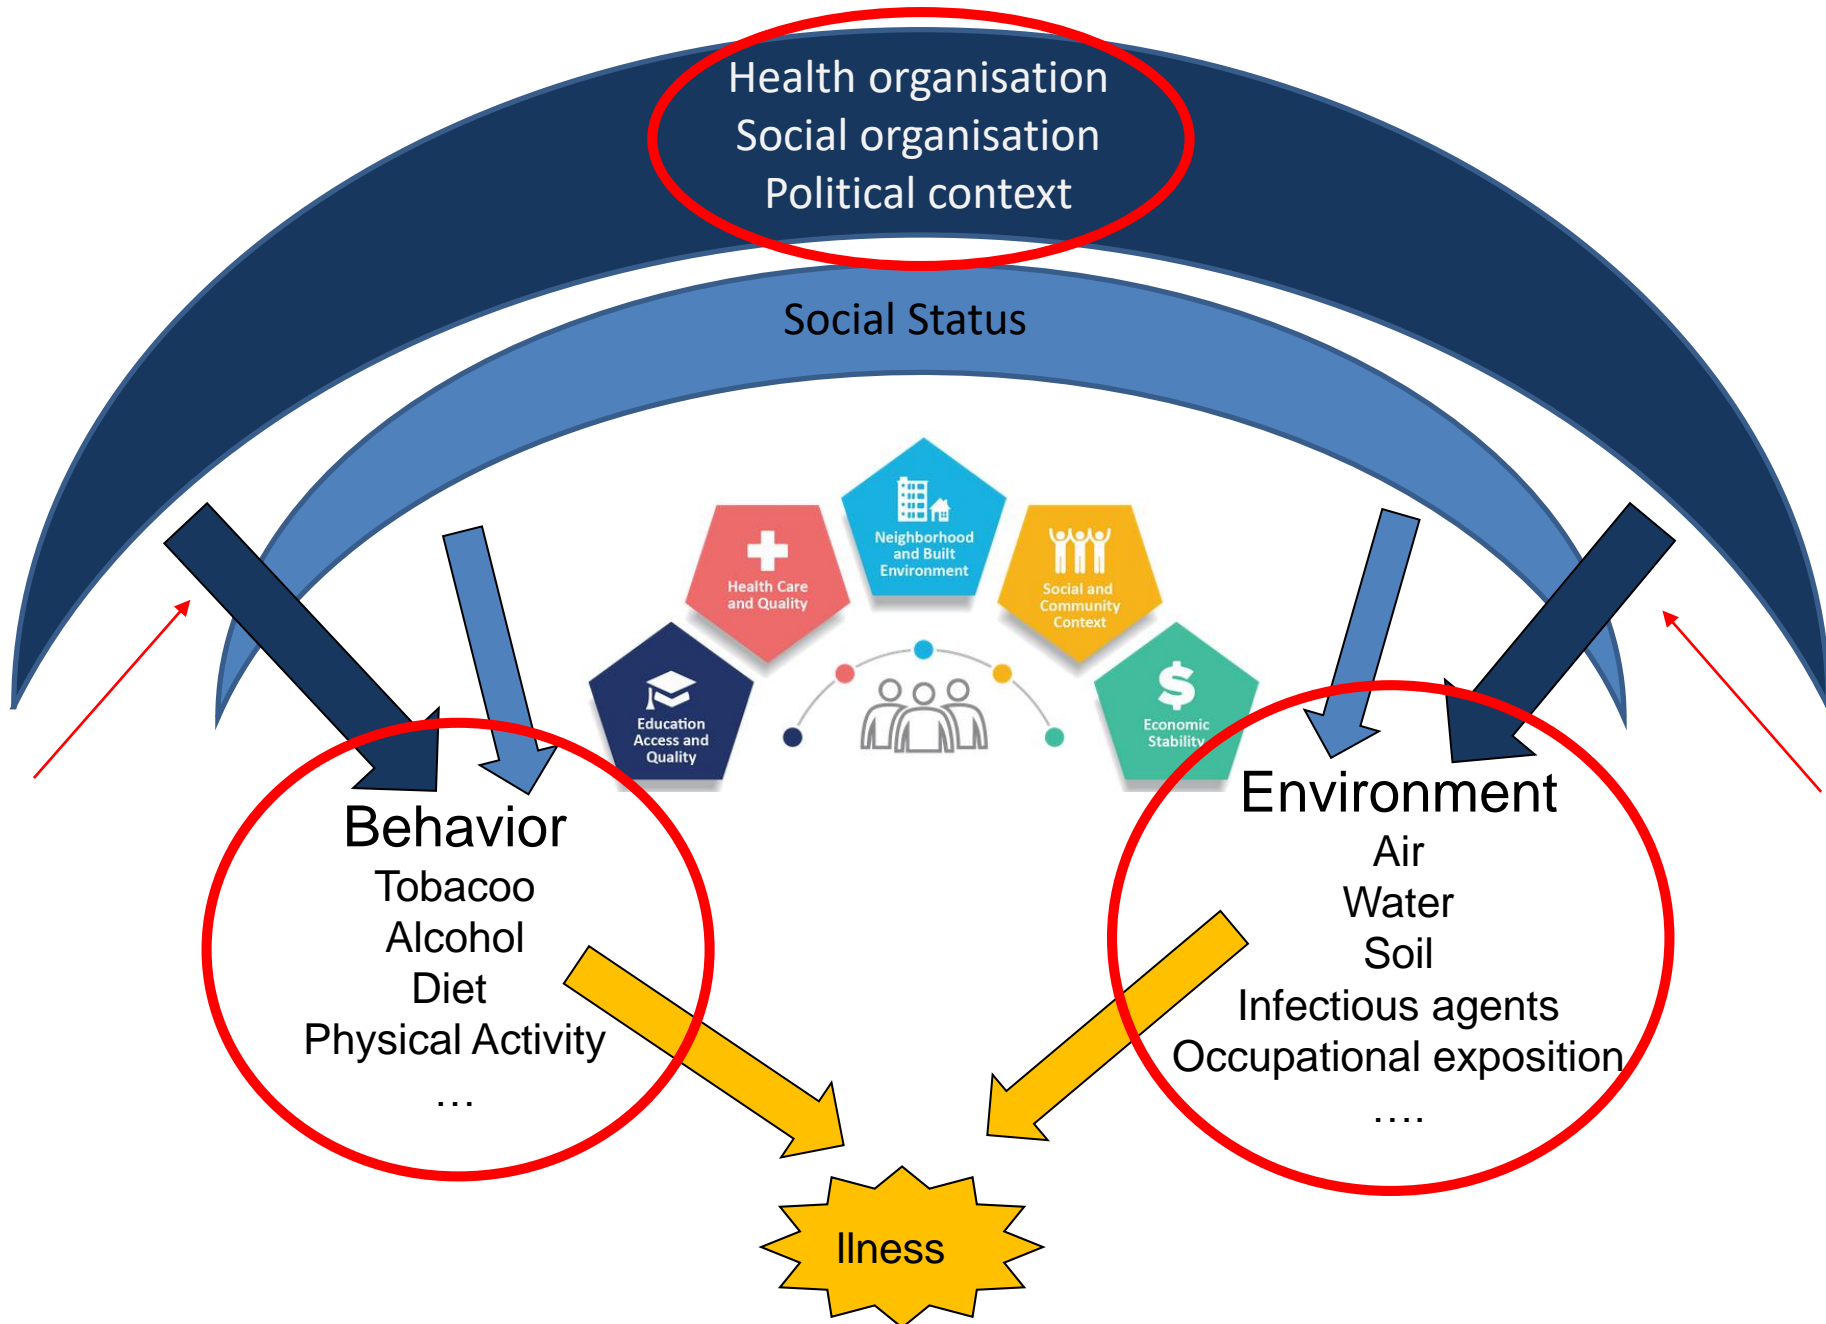 Health organisation
Social organisation
Political context
Social Status
Neighborhood
and Built
Environment
Health Care
and Quality
Social and
Community
Context
Education
Access and
Quality
$
Economic
Stability
Behavior
Tobacoo
Alcohol
Diet
Physical Activity
…
Environment
Air
Water
Soil
Infectious agents
Occupational exposition
….
Ilness